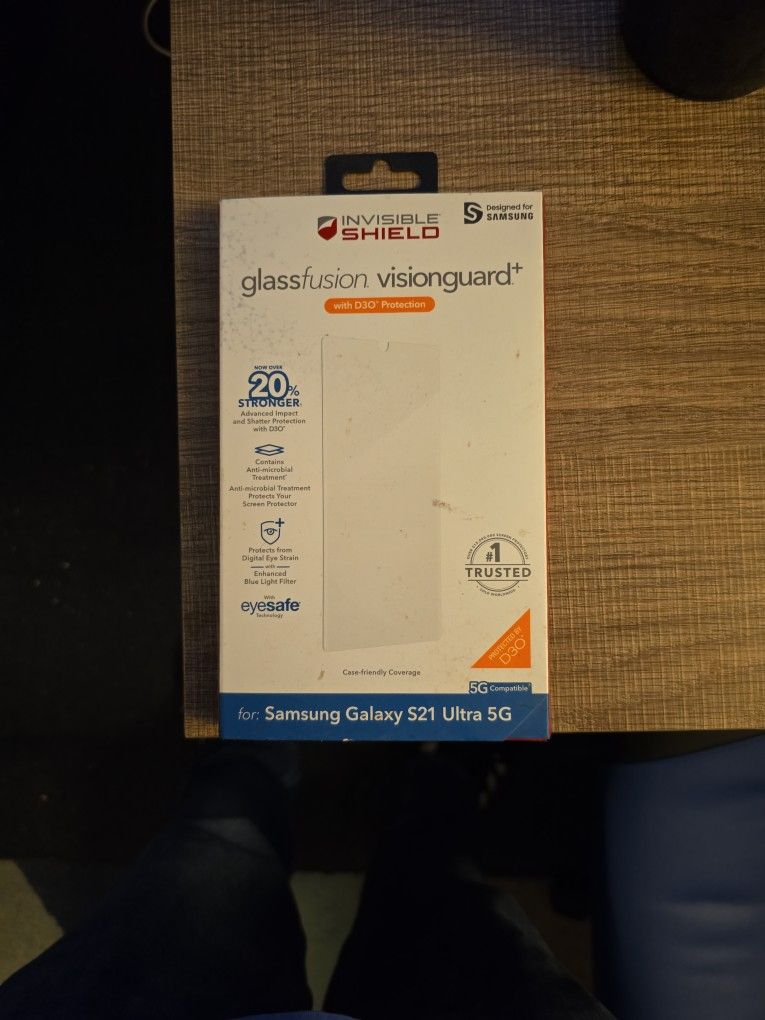 INVISIBLE
SHIELD
Designed for
SAMSUNG
glassfusion visionguard+
with D3O™ Protection
NOW OVER
20%
STRONGER
Advanced Impact
and Shatter Protection
with D3O®
Contains
Anti-microbial
Treatment*
Anti-microbial Treatment
Protects Your
Screen Protector
Protects from
Digital Eye Strain
with
Enhanced
Blue Light Filter
With
eyesafe®
Technology
#1
TRUSTED
SOLD WORLDWIDE
PROTECTED BY
D3O®
Case-friendly Coverage
5G Compatible
for: Samsung Galaxy S21 Ultra 5G